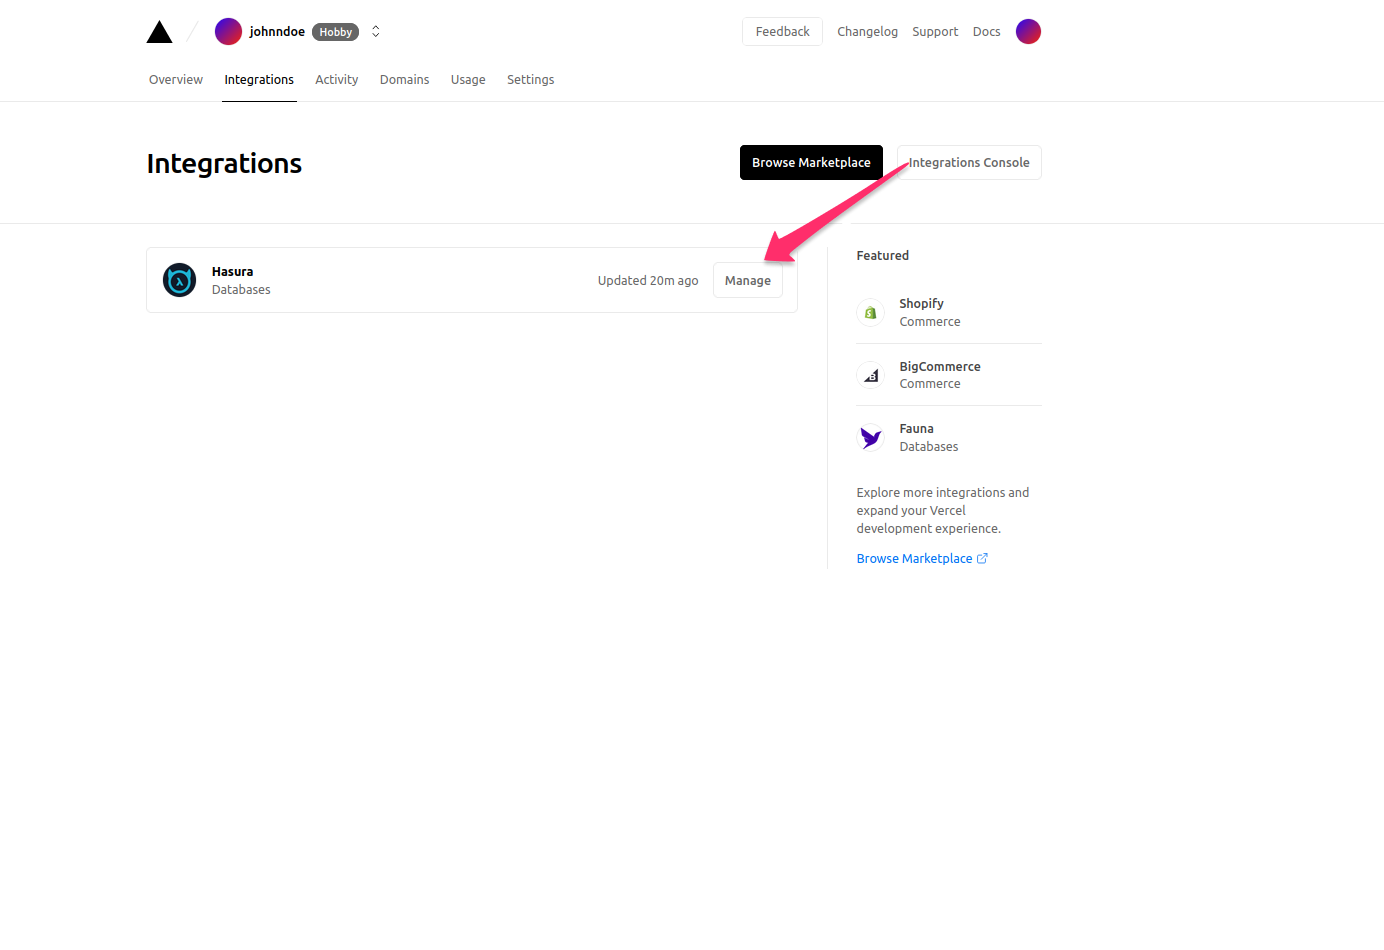 johnndoe Hobby
Feedback Changelog Support Docs
Overview Integrations Activity Domains Usage Settings
Integrations
Browse Marketplace Integrations Console
Hasura
Databases
Updated 20m ago Manage
Featured
Shopify
Commerce
BigCommerce
Commerce
Fauna
Databases
Explore more integrations and
expand your Vercel
development experience.
Browse Marketplace